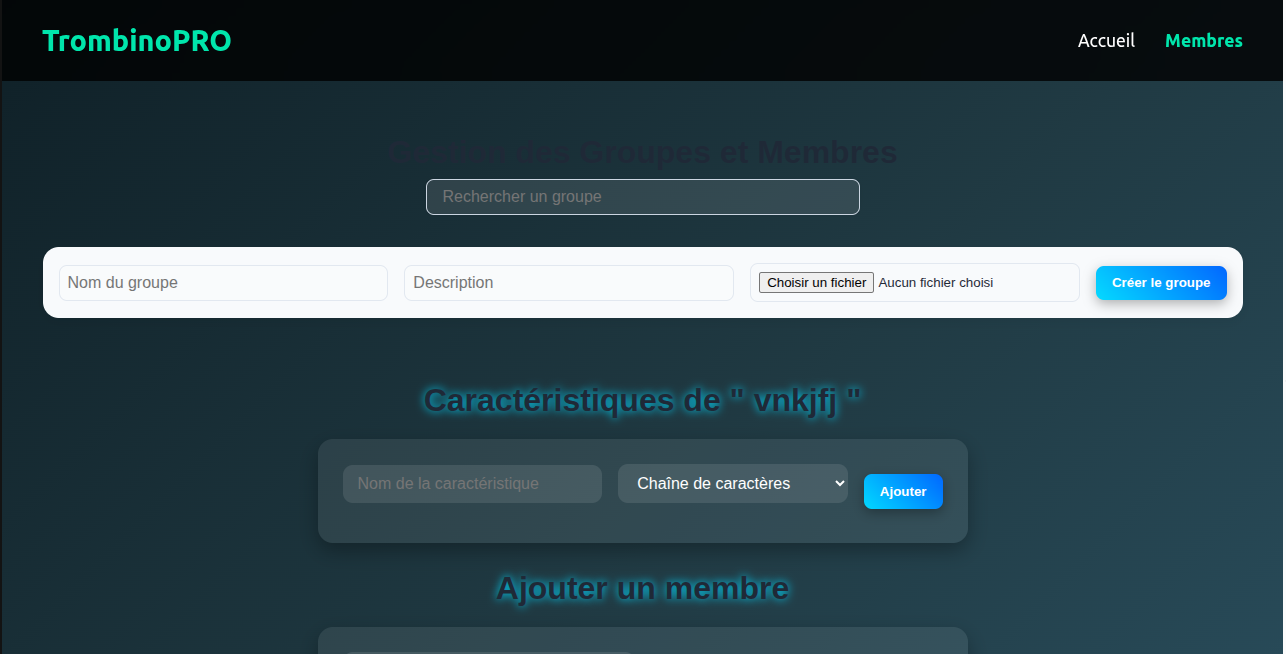 TrombinoPRO
Accueil Membres
Gestion des Groupes et Membres
Rechercher un groupe
Nom du groupe Description Choisir un fichier Aucun fichier choisi Créer le groupe
Caractéristiques de " vnkjfj "
Nom de la caractéristique Chaîne de caractères Ajouter
Ajouter un membre